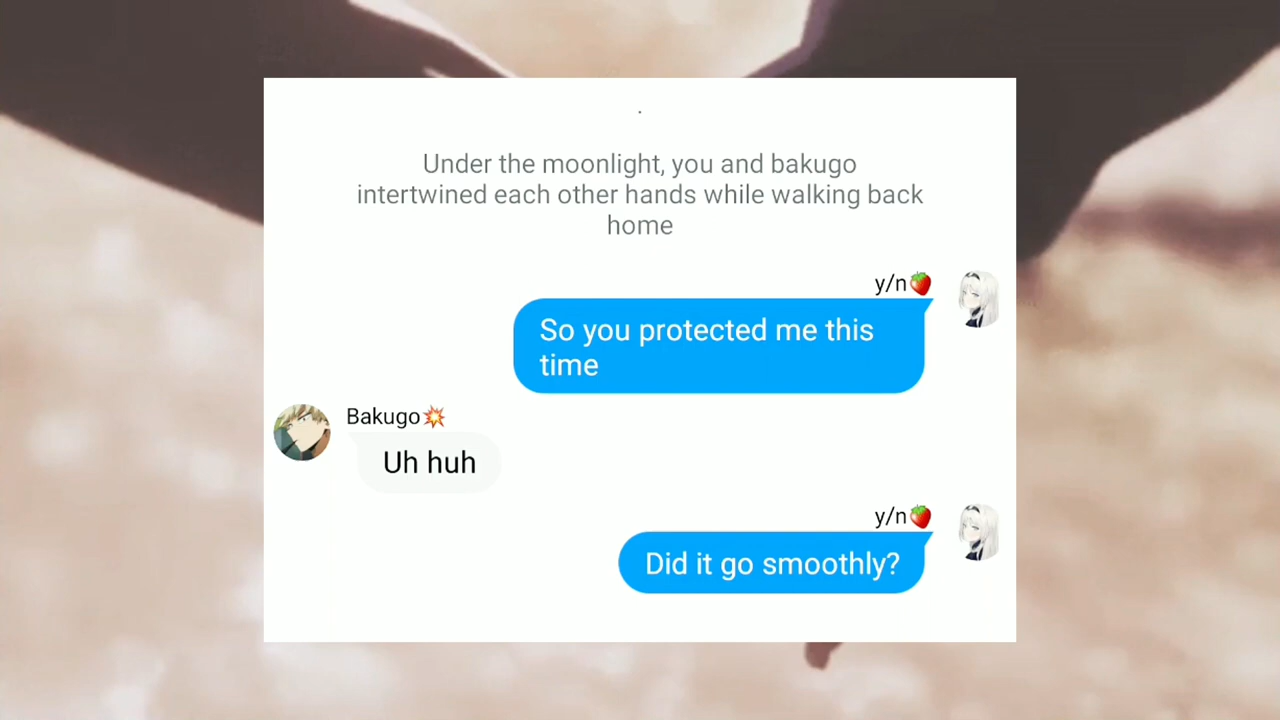 .
Under the moonlight, you and bakugo
intertwined each other hands while walking back
home
y/n🍓
So you protected me this
time
Bakugo💥
Uh huh
y/n🍓
Did it go smoothly?